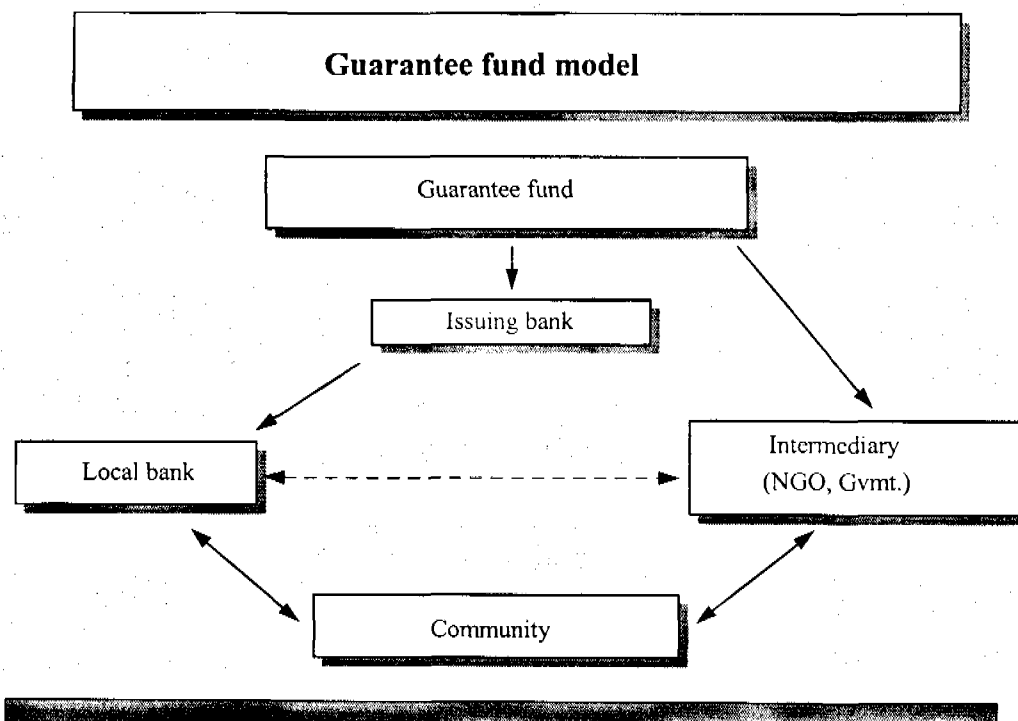 Guarantee fund model
Guarantee fund
Issuing bank
Local bank
Intermediary
(NGO, Gvmt.)
Community